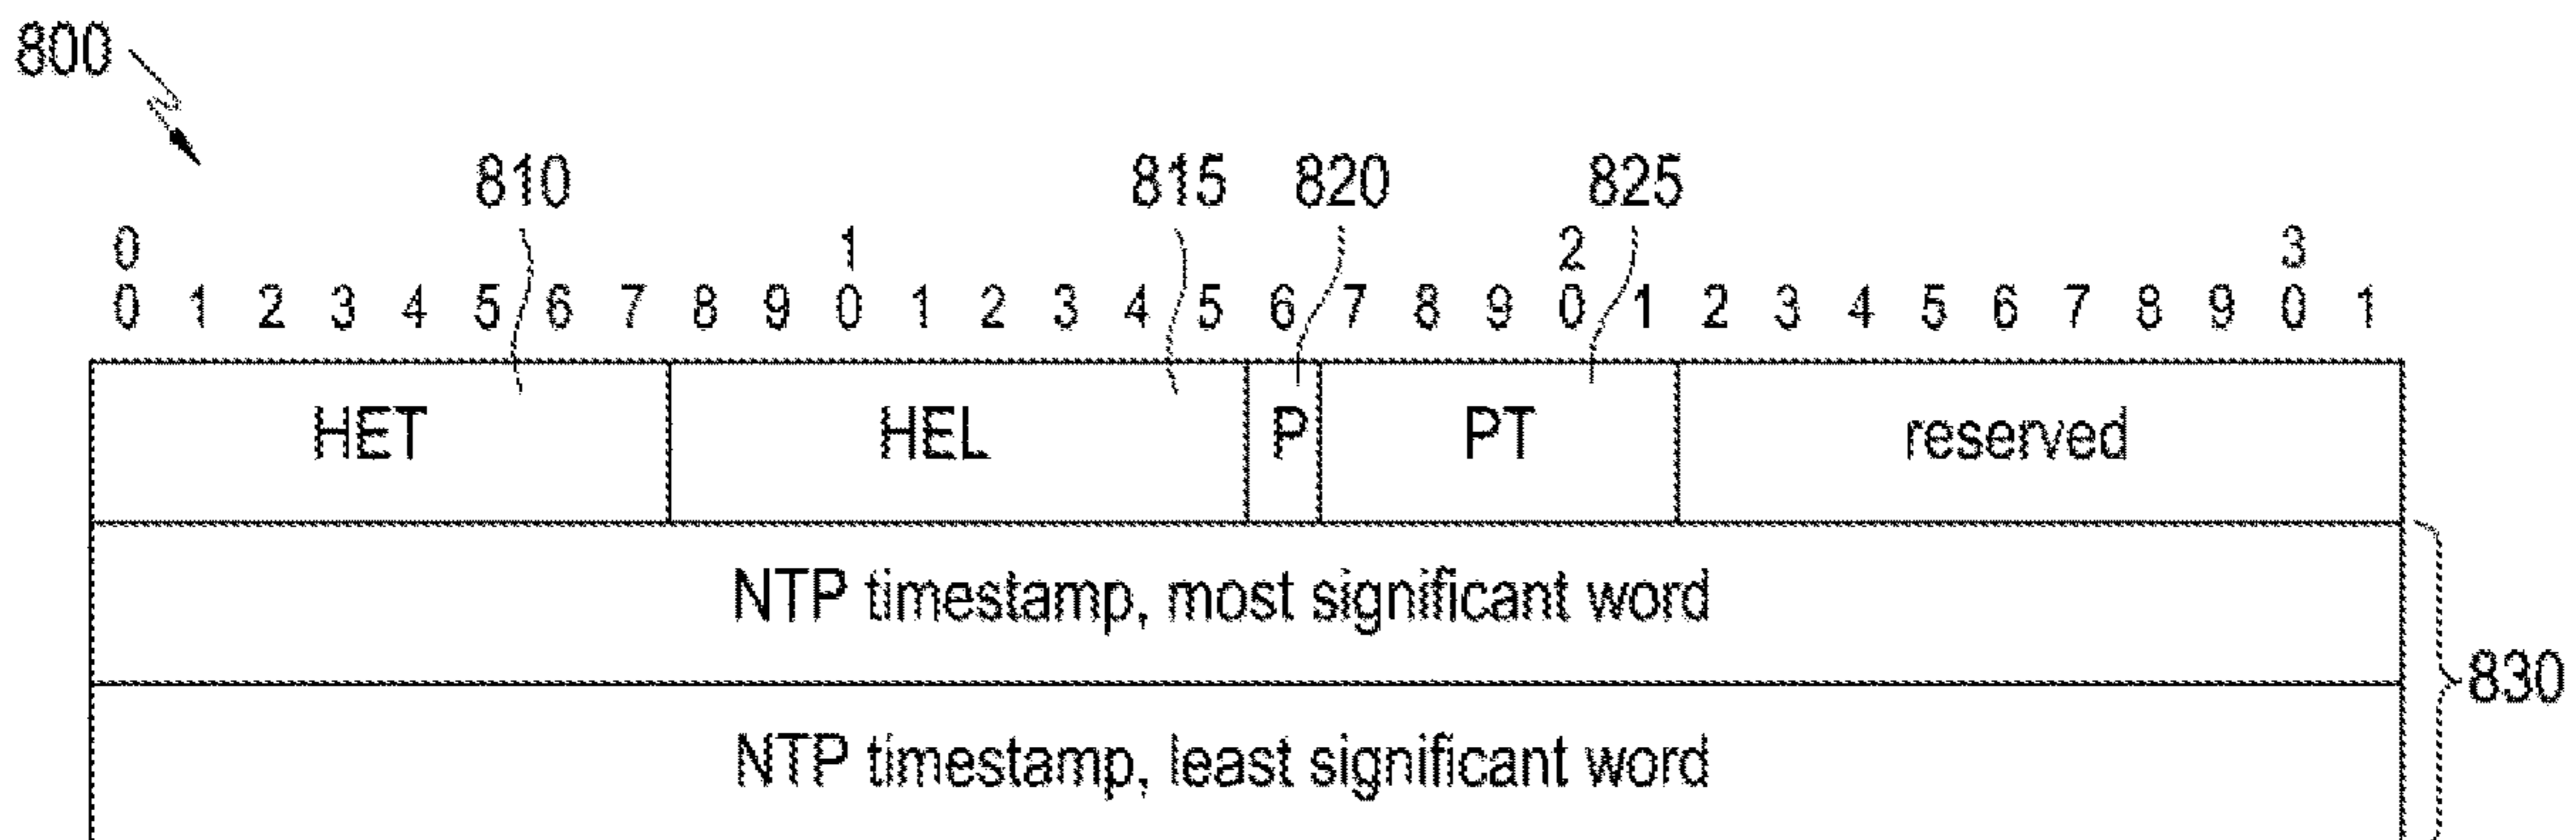 800
810 815 820 825
0 1 2 3
0 1 2 3 4 5 6 7 8 9 0 1 2 3 4 5 6 7 8 9 0 1 2 3 4 5 6 7 8 9 0 1
HET HEL P PT reserved
NTP timestamp, most significant word
830
NTP timestamp, least significant word